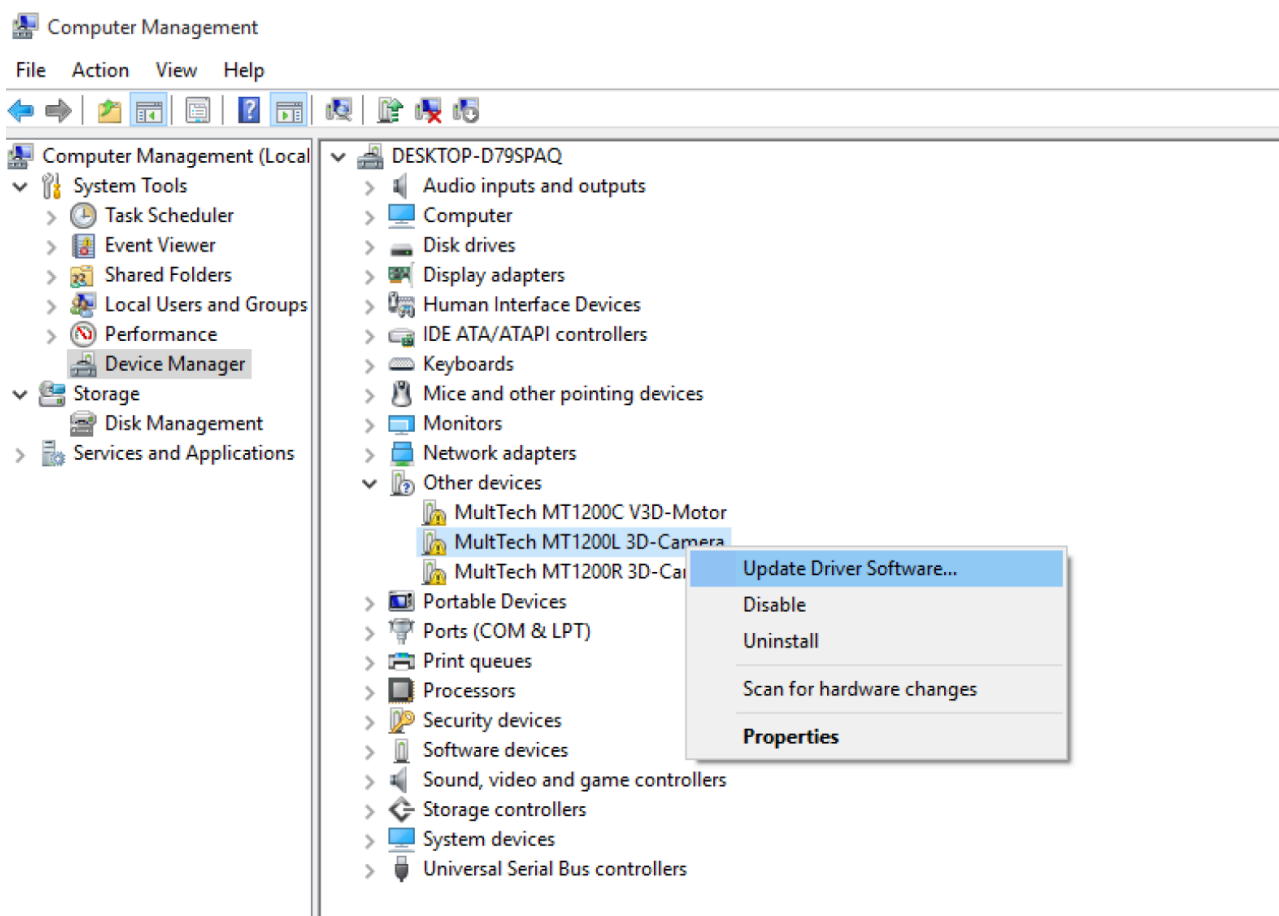 Computer Management
File Action View Help
Computer Management (Local
System Tools
Task Scheduler
Event Viewer
Shared Folders
Local Users and Groups
Performance
Device Manager
Storage
Disk Management
Services and Applications
DESKTOP-D79SPAQ
Audio inputs and outputs
Computer
Disk drives
Display adapters
Human Interface Devices
IDE ATA/ATAPI controllers
Keyboards
Mice and other pointing devices
Monitors
Network adapters
Other devices
MultTech MT1200C V3D-Motor
MultTech MT1200L 3D-Camera
MultTech MT1200R 3D-Ca
Portable Devices
Ports (COM & LPT)
Print queues
Processors
Security devices
Software devices
Sound, video and game controllers
Storage controllers
System devices
Universal Serial Bus controllers
Update Driver Software...
Disable
Uninstall
Scan for hardware changes
Properties